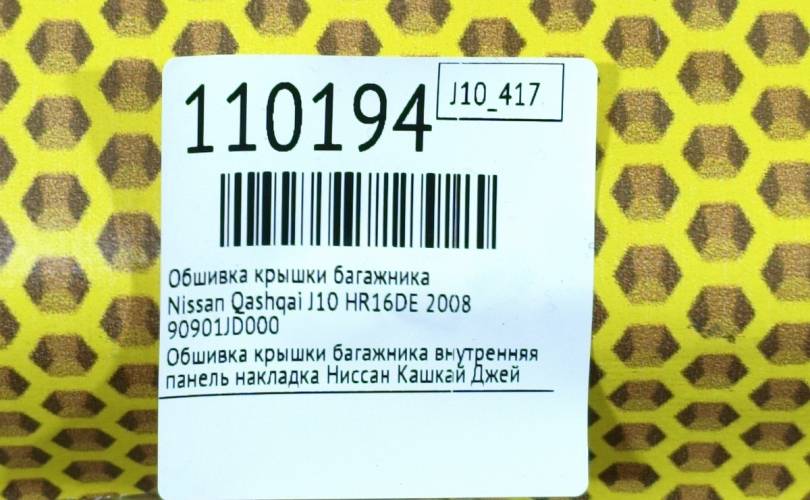 110194
J10_417
Обшивка крышки багажника
Nissan Qashqai J10 HR16DE 2008
90901JD000
Обшивка крышки багажника внутренняя
панель накладка Ниссан Кашкай Джей